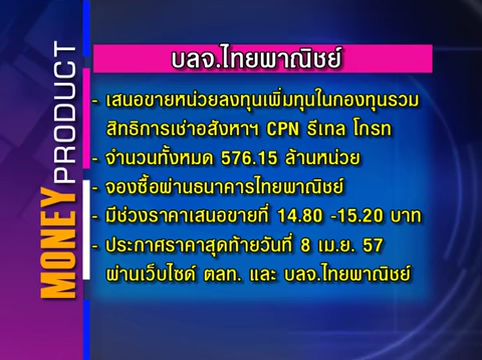 MONEY PRODUCT
บลจ.ไทยพาณิชย์
- เสนอขายหน่วยลงทุนเพิ่มทุนในกองทุนรวม
สิทธิการเช่าอสังหาฯ CPN รีเทล โกรท
- จำนวนทั้งหมด 576.15 ล้านหน่วย
- จองซื้อผ่านธนาคารไทยพาณิชย์
- มีช่วงราคาเสนอขายที่ 14.80 -15.20 บาท
- ประกาศราคาสุดท้ายวันที่ 8 เม.ย. 57
ผ่านเว็บไซด์ ตลท. และ บลจ.ไทยพาณิชย์